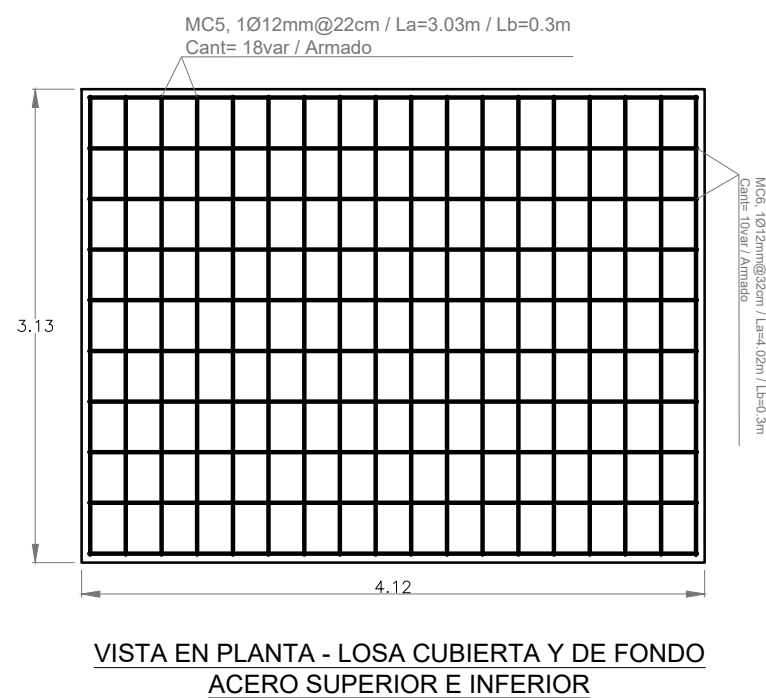 MC5, 1Ø12mm@22cm / La=3.03m / Lb=0.3m
Cant= 18var / Armado
MC6, 1Ø12mm@32cm / La=4.02m / Lb=0.3m
Cant= 10var / Armado
3.13
4.12
VISTA EN PLANTA - LOSA CUBIERTA Y DE FONDO
ACERO SUPERIOR E INFERIOR